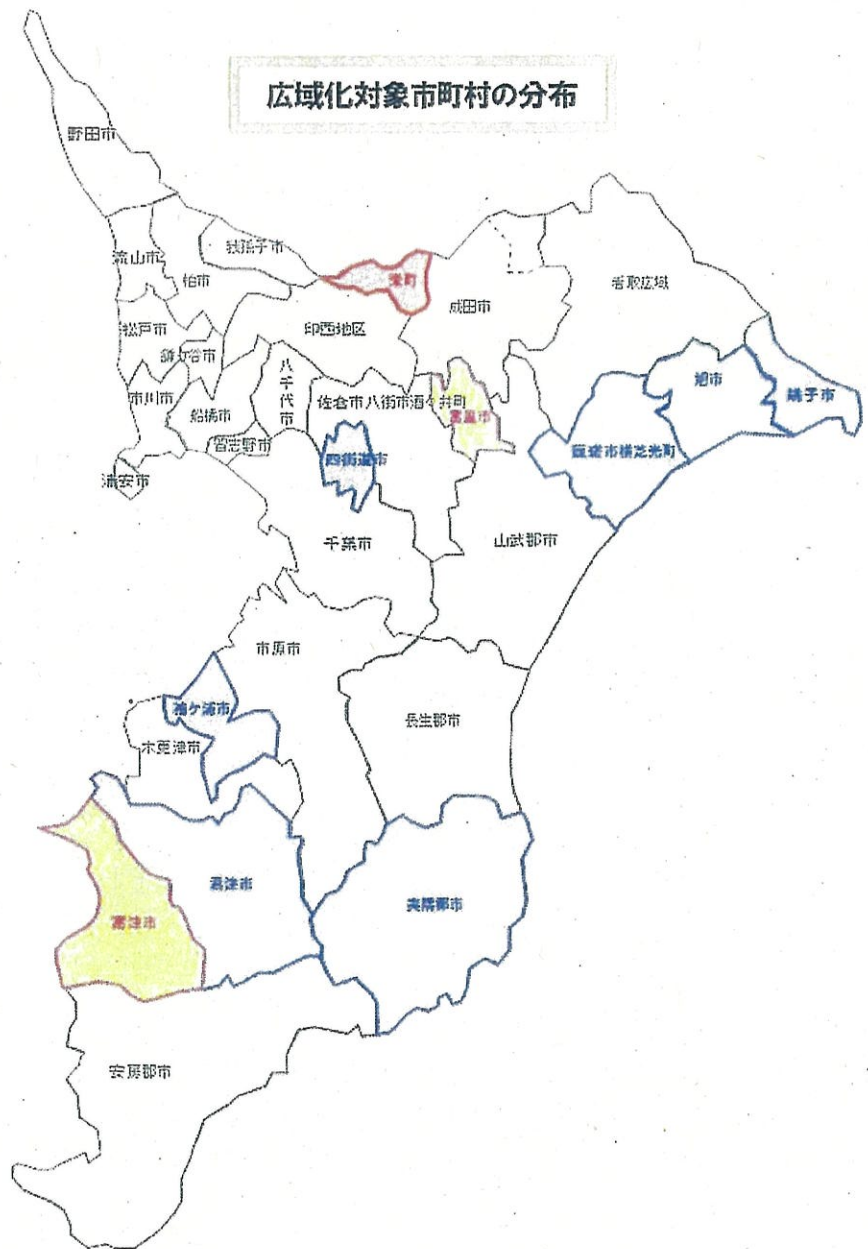 広域化対象市町村の分布
野田市
我孫子市
流山市
柏市
栄町
成田市
香取広域
松戸市
印西地区
鎌ケ谷市
八千代市
旭市
銚子市
市川市
船橋市
佐倉市八街市酒々井町
富里市
習志野市
四街道市
匝瑳市横芝光町
浦安市
千葉市
山武郡市
市原市
袖ケ浦市
長生郡市
木更津市
君津市
夷隅郡市
富津市
安房郡市